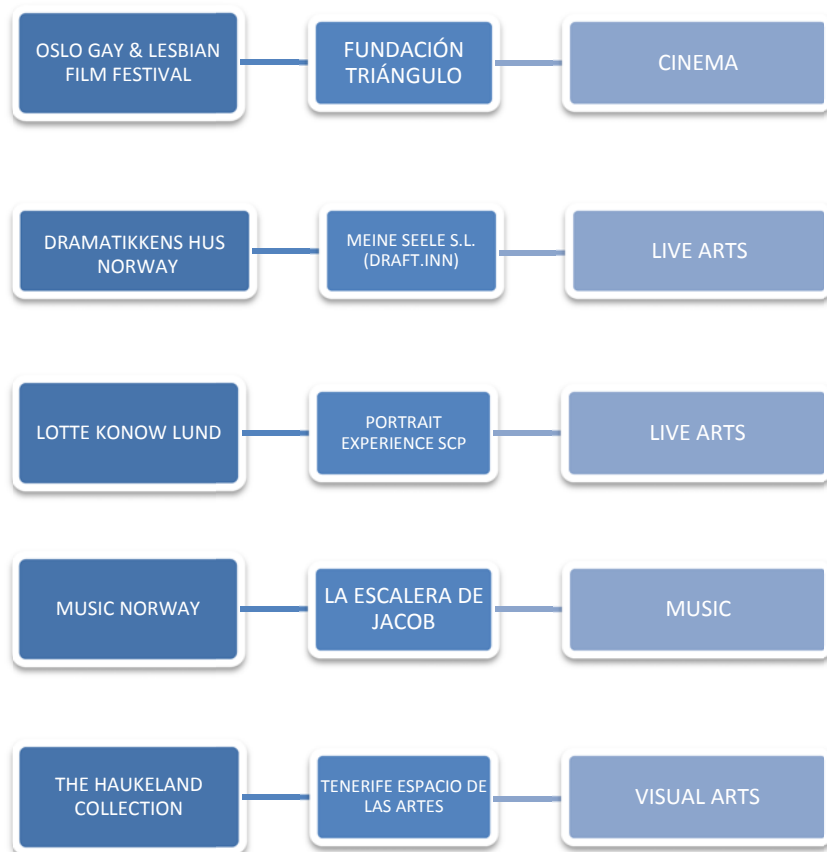 OSLO GAY & LESBIAN
FILM FESTIVAL
FUNDACIÓN
TRIÁNGULO
CINEMA
DRAMATIKKENS HUS
NORWAY
MEINE SEELE S.L.
(DRAFT.INN)
LIVE ARTS
LOTTE KONOW LUND
PORTRAIT
EXPERIENCE SCP
LIVE ARTS
MUSIC NORWAY
LA ESCALERA DE
JACOB
MUSIC
THE HAUKELAND
COLLECTION
TENERIFE ESPACIO DE
LAS ARTES
VISUAL ARTS